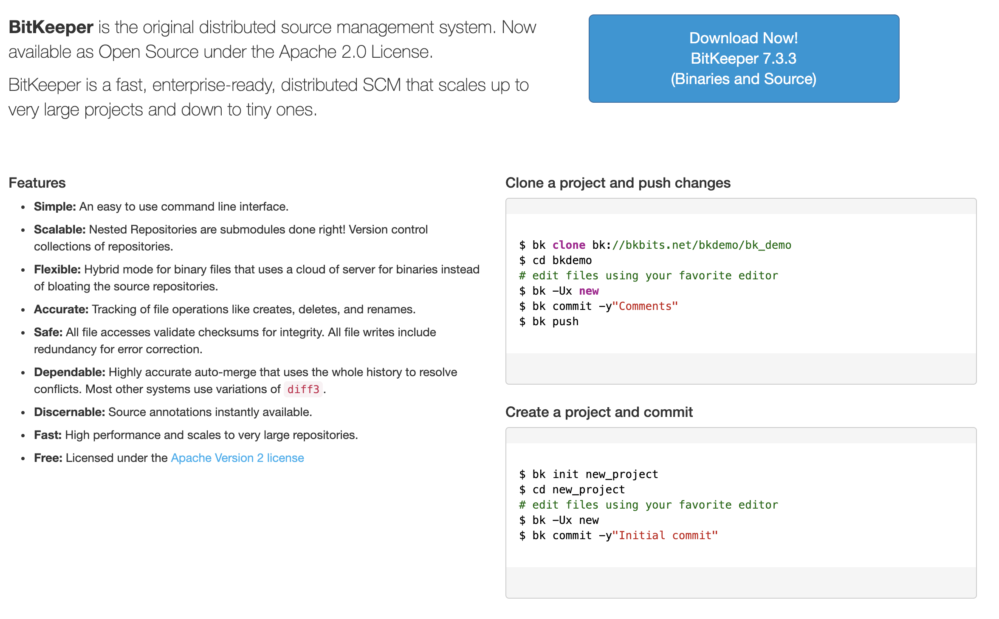 BitKeeper is the original distributed source management system. Now
available as Open Source under the Apache 2.0 License.
BitKeeper is a fast, enterprise-ready, distributed SCM that scales up to
very large projects and down to tiny ones.
Download Now!
BitKeeper 7.3.3
(Binaries and Source)
Features
• Simple: An easy to use command line interface.
• Scalable: Nested Repositories are submodules done right! Version control
collections of repositories.
• Flexible: Hybrid mode for binary files that uses a cloud of server for binaries instead
of bloating the source repositories.
• Accurate: Tracking of file operations like creates, deletes, and renames.
• Safe: All file accesses validate checksums for integrity. All file writes include
redundancy for error correction.
• Dependable: Highly accurate auto-merge that uses the whole history to resolve
conflicts. Most other systems use variations of diff3.
• Discernable: Source annotations instantly available.
• Fast: High performance and scales to very large repositories.
• Free: Licensed under the Apache Version 2 license
Clone a project and push changes
$ bk clone bk://bkbits.net/bkdemo/bk_demo
$ cd bkdemo
# edit files using your favorite editor
$ bk -Ux new
$ bk commit -y"Comments"
$ bk push
Create a project and commit
$ bk init new_project
$ cd new_project
# edit files using your favorite editor
$ bk -Ux new
$ bk commit -y"Initial commit"